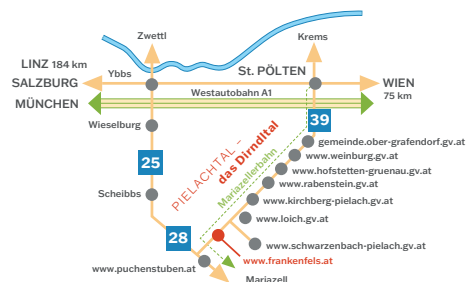 Zwettl
Krems
LINZ 184 km
Ybbs
St. PÖLTEN
SALZBURG
WIEN
75 km
MÜNCHEN
Westautobahn A1
Wieselburg
39
gemeinde.ober-grafendorf.gv.at
www.weinburg.gv.at
25
www.hofstetten-gruenau.gv.at
www.rabenstein.gv.at
PIELACHTAL _
das Dirndltal
Mariazellerbahn
Scheibbs
www.kirchberg-pielach.gv.at
www.loich.gv.at
28
www.schwarzenbach-pielach.gv.at
www.frankenfels.at
www.puchenstuben.at
Mariazell